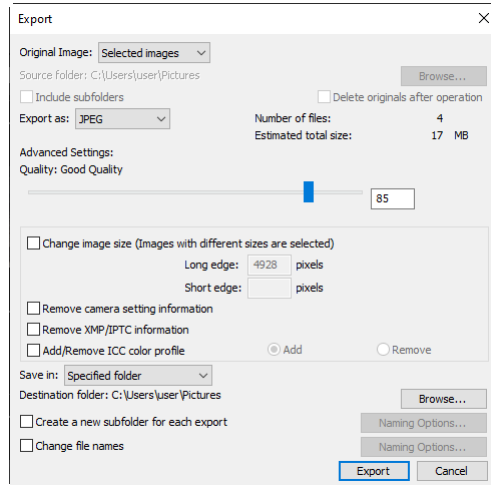 Export
Original Image: Selected images
Source folder: C:\Users\user\Pictures Browse...
Include subfolders Delete originals after operation
Export as: JPEG Number of files: 4
Estimated total size: 17 MB
Advanced Settings:
Quality: Good Quality
85
Change image size (Images with different sizes are selected)
Long edge: 4928 pixels
Short edge: pixels
Remove camera setting information
Remove XMP/IPTC information
Add/Remove ICC color profile Add Remove
Save in: Specified folder
Destination folder: C:\Users\user\Pictures Browse...
Create a new subfolder for each export Naming Options...
Change file names Naming Options...
Export Cancel